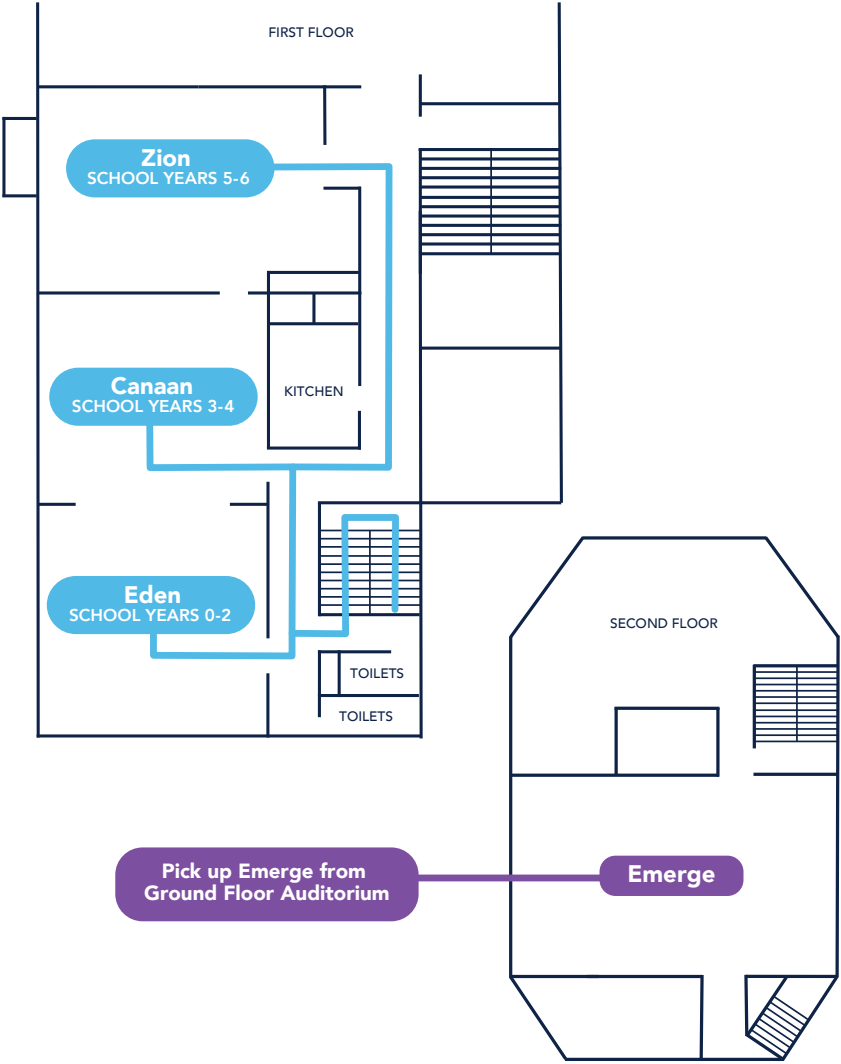 FIRST FLOOR
Zion
SCHOOL YEARS 5-6
Canaan
SCHOOL YEARS 3-4
KITCHEN
Eden
SCHOOL YEARS 0-2
TOILETS
TOILETS
SECOND FLOOR
Pick up Emerge from
Ground Floor Auditorium
Emerge